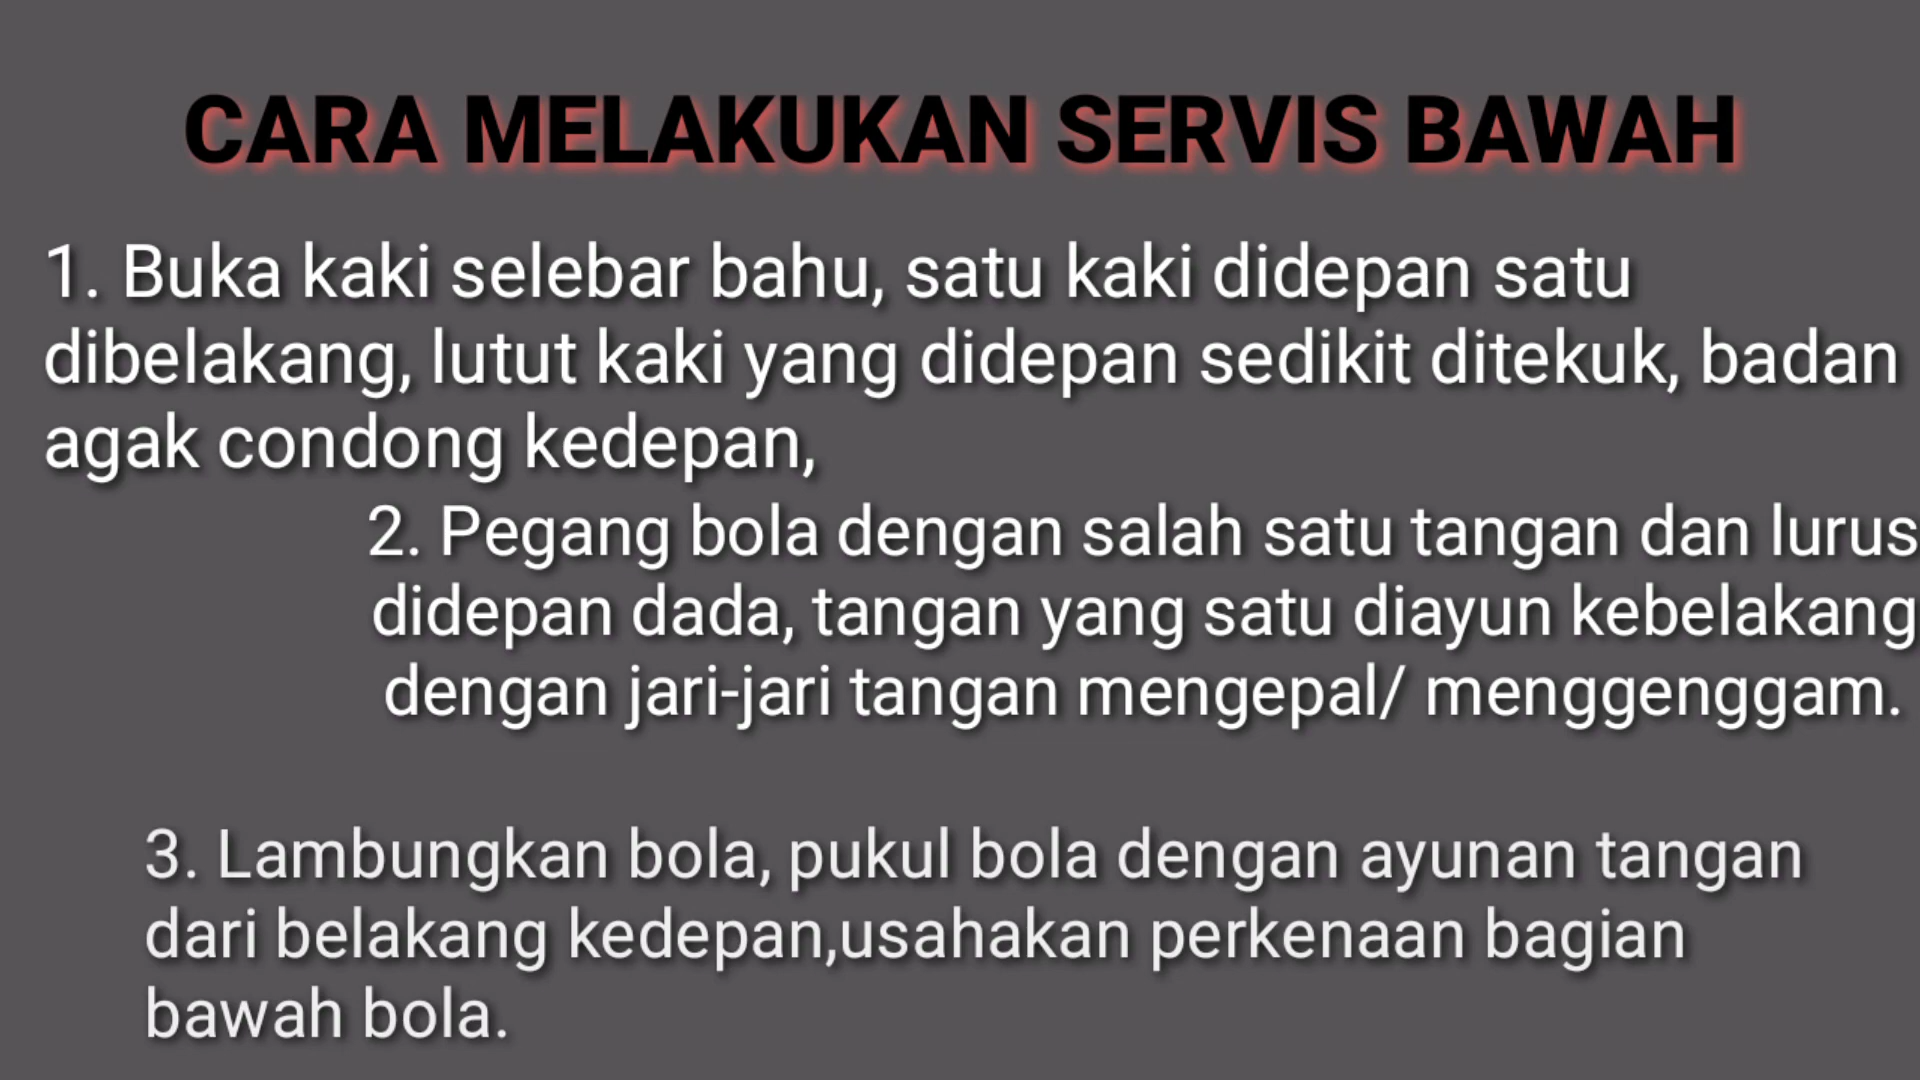 CARA MELAKUKAN SERVIS BAWAH
1. Buka kaki selebar bahu, satu kaki didepan satu
dibelakang, lutut kaki yang didepan sedikit ditekuk, badan
agak condong kedepan,
2. Pegang bola dengan salah satu tangan dan lurus
didepan dada, tangan yang satu diayun kebelakang
dengan jari-jari tangan mengepal/ menggenggam.
3. Lambungkan bola, pukul bola dengan ayunan tangan
dari belakang kedepan,usahakan perkenaan bagian
bawah bola.